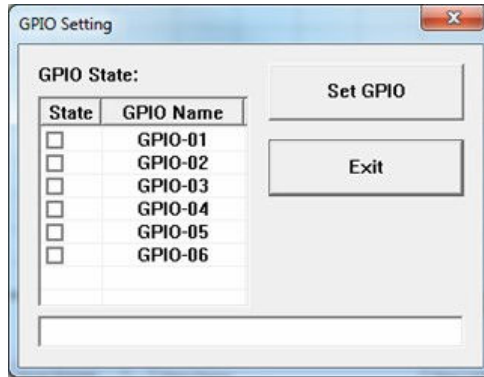 GPIO Setting
GPIO State:
Set GPIO
State GPIO Name
GPIO-01
GPIO-02
Exit
GPIO-03
GPIO-04
GPIO-05
GPIO-06